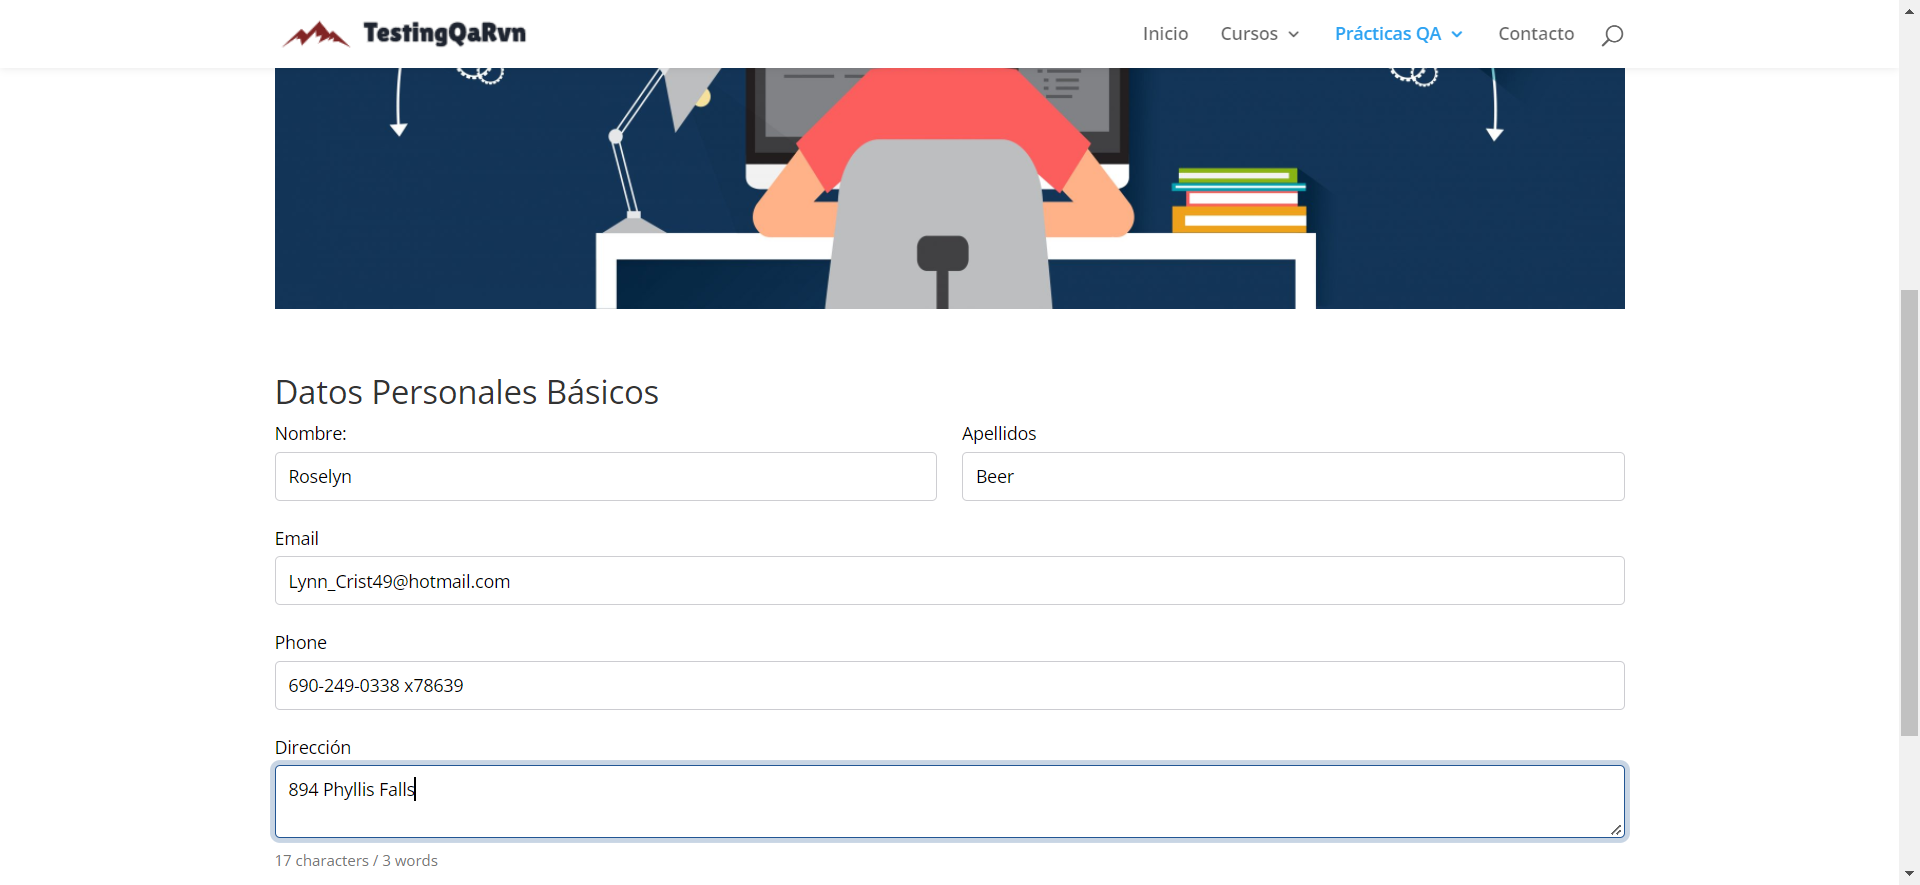 TestingQaRvn
Inicio
Cursos
Prácticas QA
Contacto
Datos Personales Básicos
Nombre:
Apellidos
Roselyn
Beer
Email
Lynn_Crist49@hotmail.com
Phone
690-249-0338 x78639
Dirección
894 Phyllis Falls
17 characters / 3 words